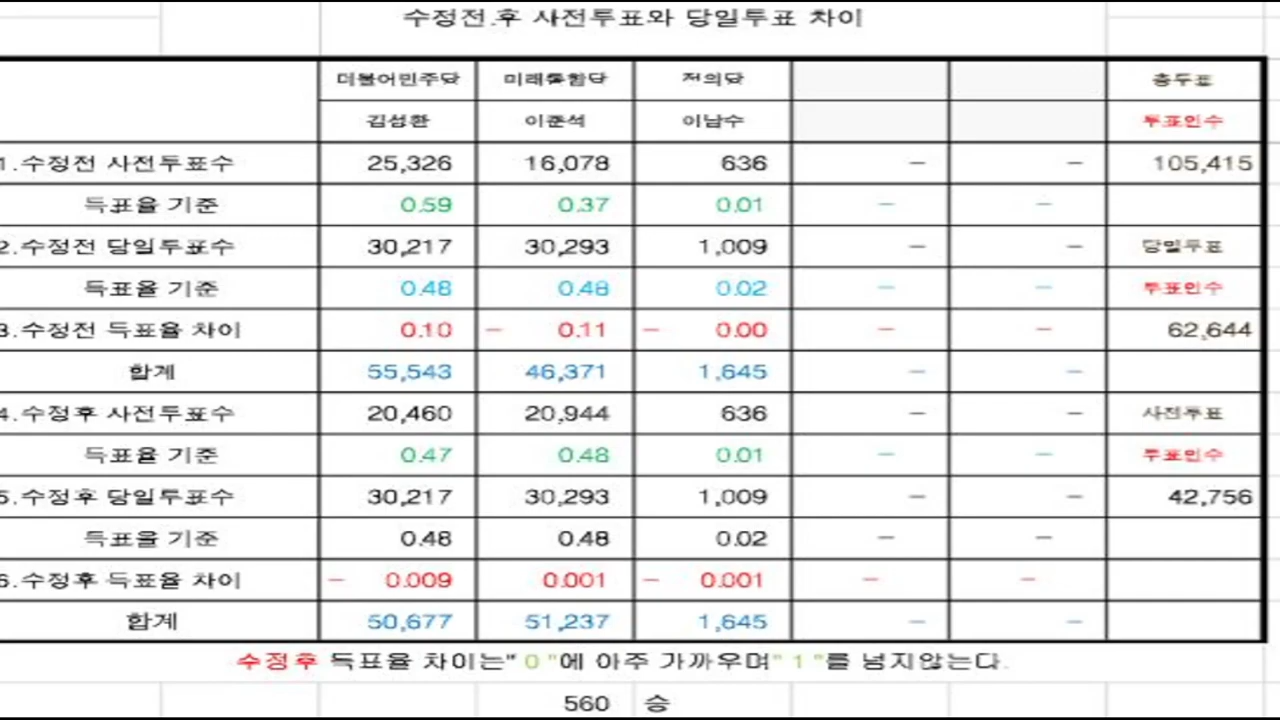 수정전.후 사전투표와 당일투표 차이
더불어민주당 미래통합당 정의당 총투표
김성환 이준석 이남수 투표인수
1.수정전 사전투표수 25,326 16,078 636 - - 105,415
득표율 기준 0.59 0.37 0.01 - -
2.수정전 당일투표수 30,217 30,293 1,009 - - 당일투표
득표율 기준 0.48 0.48 0.02 - - 투표인수
3.수정전 득표율 차이 0.10 - 0.11 - 0.00 - - 62,644
합계 55,543 46,371 1,645 - -
4.수정후 사전투표수 20,460 20,944 636 - - 사전투표
득표율 기준 0.47 0.48 0.01 - - 투표인수
5.수정후 당일투표수 30,217 30,293 1,009 - - 42,756
득표율 기준 0.48 0.48 0.02 - -
6.수정후 득표율 차이 - 0.009 0.001 - 0.001 - -
합계 50,677 51,237 1,645 - -
수정후 득표율 차이는" 0 "에 아주 가까우며" 1 "를 넘지않는다.
560 승